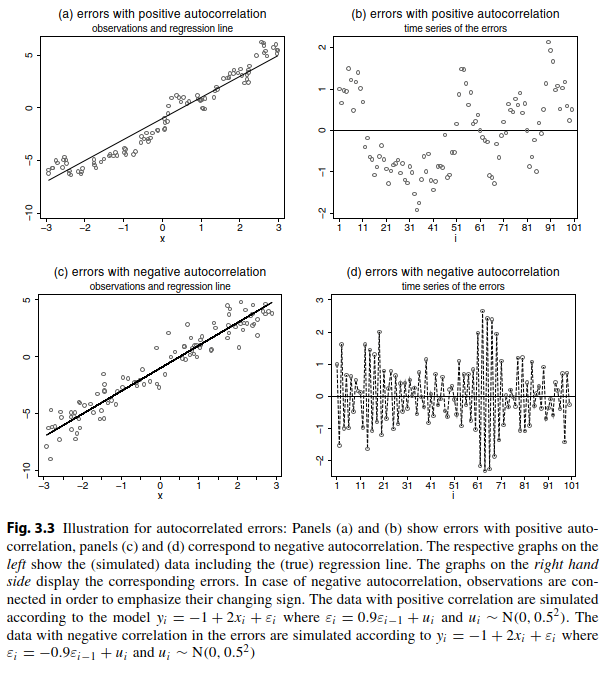 (a) errors with positive autocorrelation
observations and regression line
5
0
−5
−10
−3 −2 −1 0 1 2 3
x
(b) errors with positive autocorrelation
time series of the errors
2
1
0
−1
−2
1 11 21 31 41 51 61 71 81 91 101
i
(c) errors with negative autocorrelation
observations and regression line
5
0
−5
−10
−3 −2 −1 0 1 2 3
x
(d) errors with negative autocorrelation
time series of the errors
3
2
1
0
−1
−2
1 11 21 31 41 51 61 71 81 91 101
i
Fig. 3.3 Illustration for autocorrelated errors: Panels (a) and (b) show errors with positive auto-
correlation, panels (c) and (d) correspond to negative autocorrelation. The respective graphs on the
left show the (simulated) data including the (true) regression line. The graphs on the right hand
side display the corresponding errors. In case of negative autocorrelation, observations are con-
nected in order to emphasize their changing sign. The data with positive correlation are simulated
according to the model yᵢ = −1 + 2xᵢ + εᵢ where εᵢ = 0.9εᵢ₋₁ + uᵢ and uᵢ ∼ N(0, 0.5²). The
data with negative correlation in the errors are simulated according to yᵢ = −1 + 2xᵢ + εᵢ where
εᵢ = −0.9εᵢ₋₁ + uᵢ and uᵢ ∼ N(0, 0.5²)